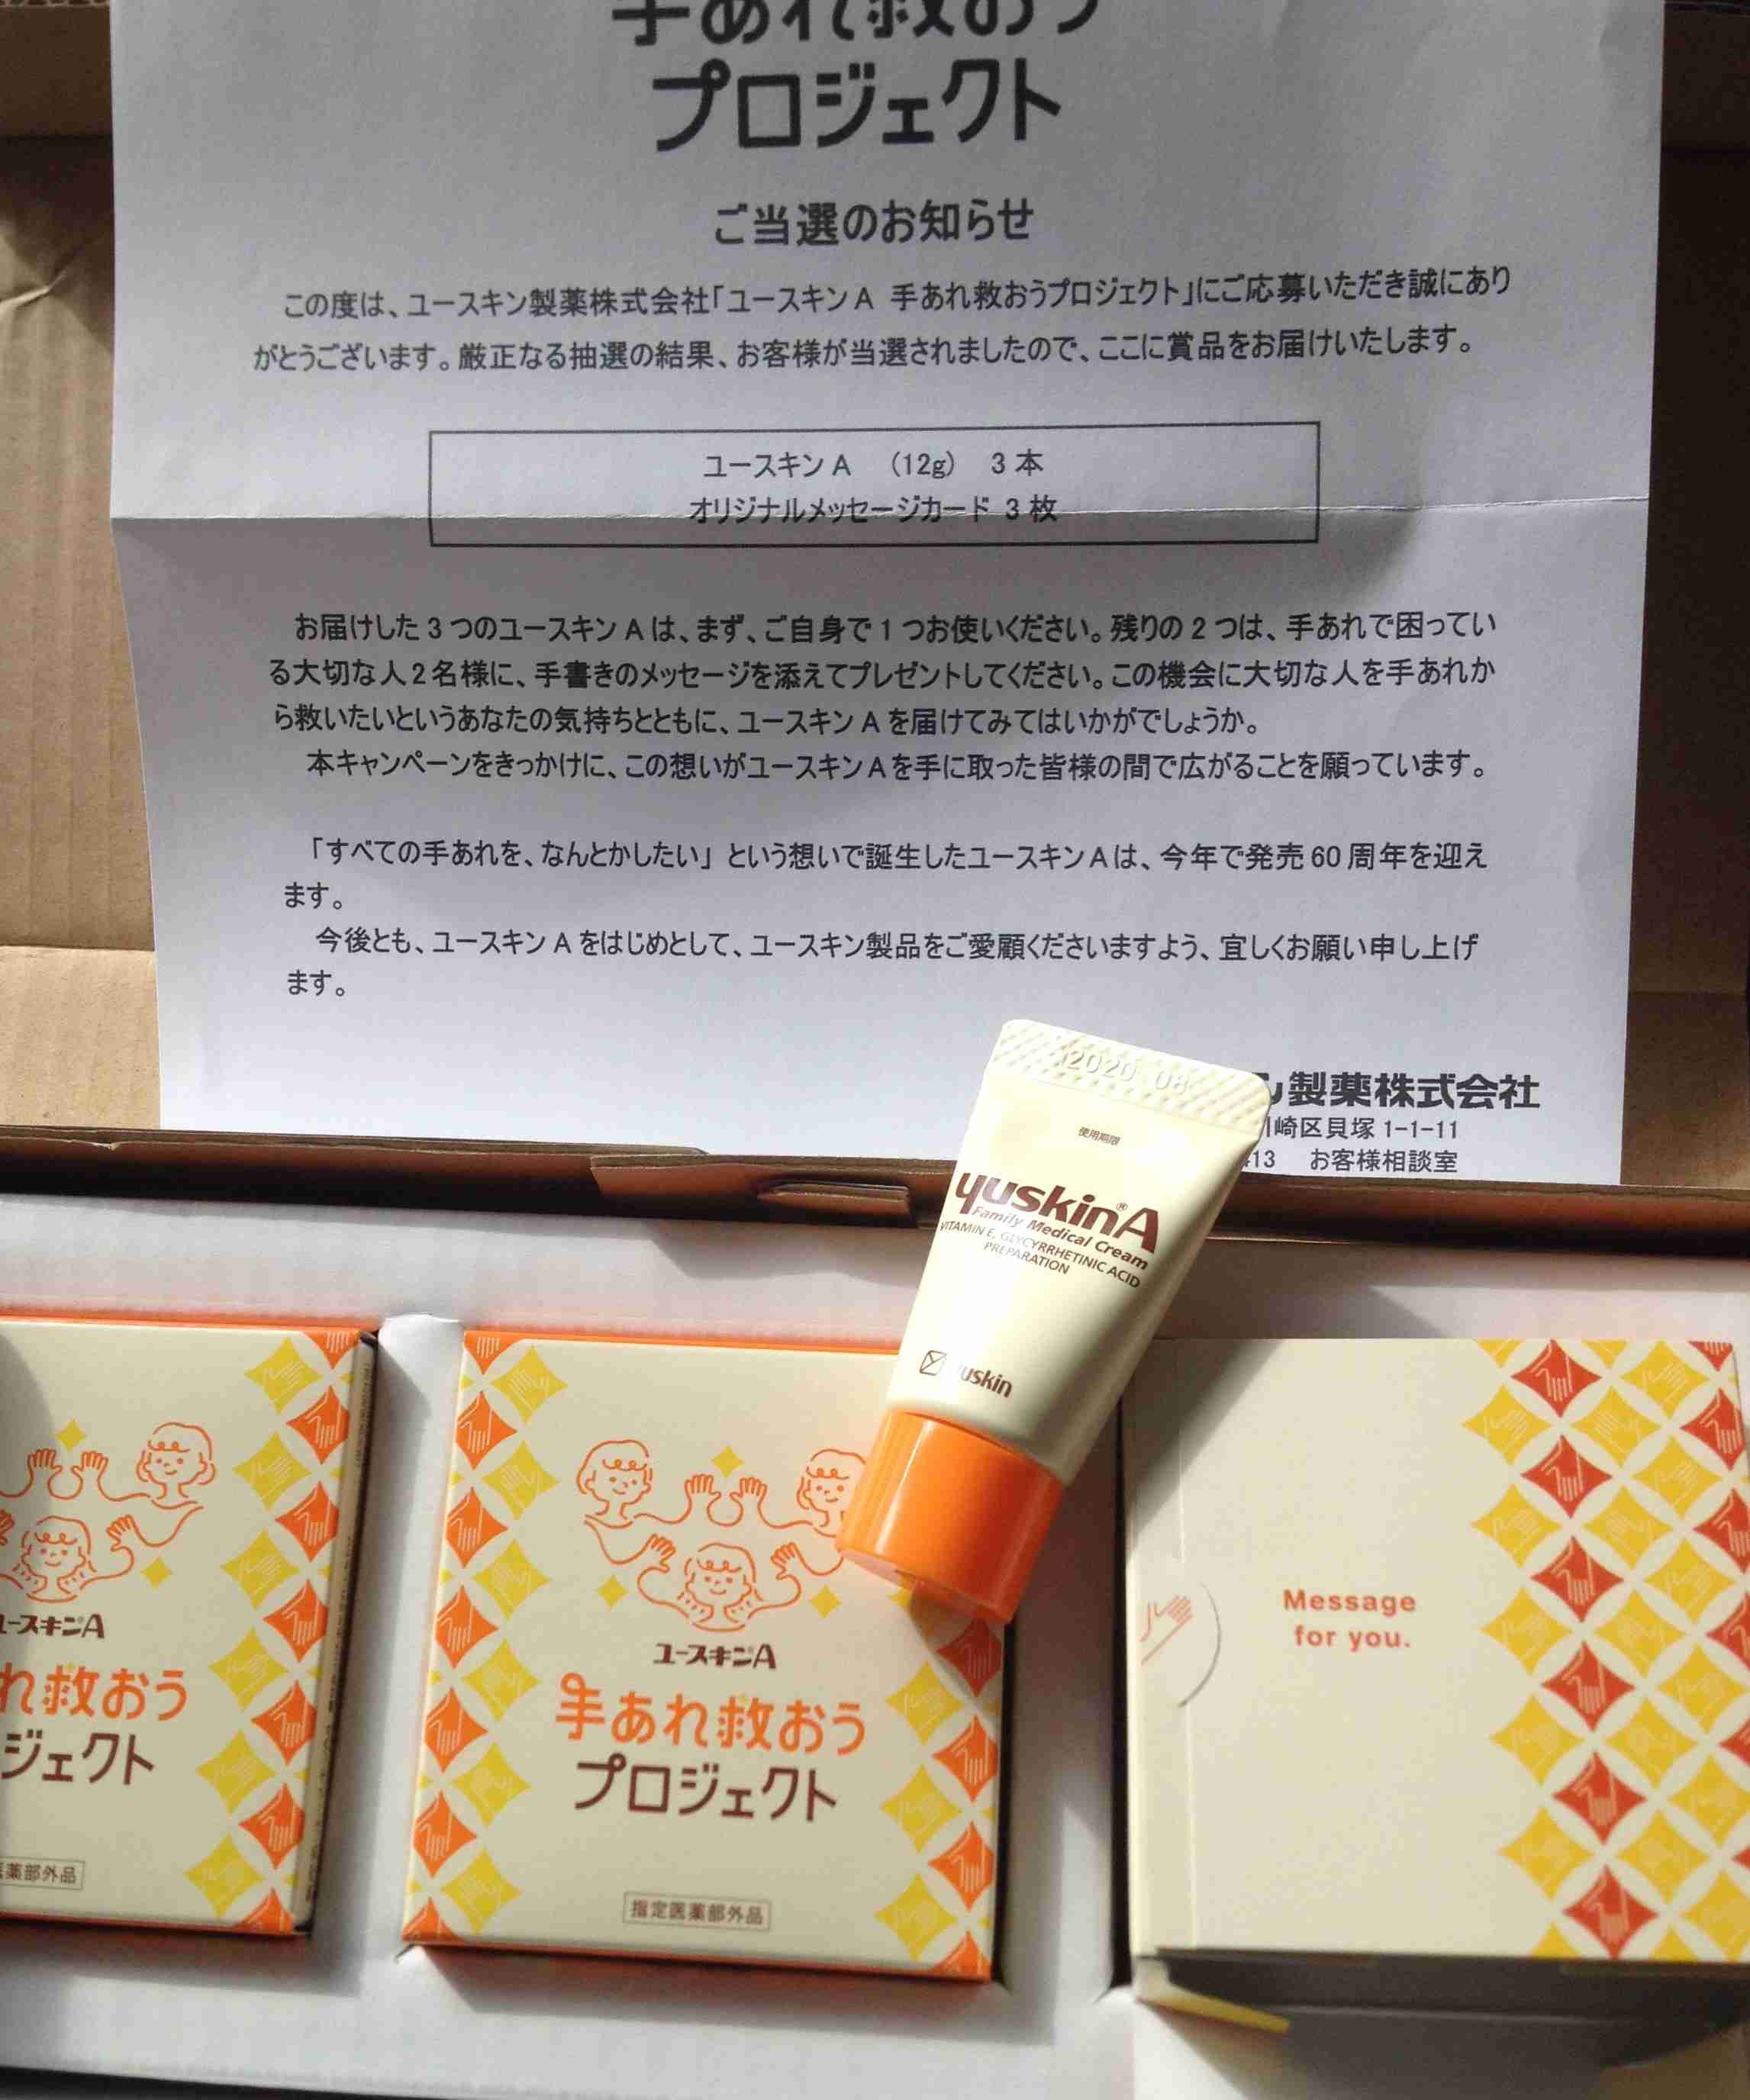 手あれ救おう
プロジェクト
ご当選のお知らせ
この度は、ユースキン製薬株式会社「ユースキンA 手あれ救おうプロジェクト」にご応募いただき誠にあり
がとうございます。厳正なる抽選の結果、お客様が当選されましたので、ここに賞品をお届けいたします。
ユースキンA (12g) 3本
オリジナルメッセージカード 3枚
お届けした3つのユースキンAは、まず、ご自身で1つお使いください。残りの2つは、手あれで困ってい
る大切な人2名様に、手書きのメッセージを添えてプレゼントしてください。この機会に大切な人を手あれか
ら救いたいというあなたの気持ちとともに、ユースキンAを届けてみてはいかがでしょうか。
本キャンペーンをきっかけに、この想いがユースキンAを手に取った皆様の間で広がることを願っています。
「すべての手あれを、なんとかしたい」という想いで誕生したユースキンAは、今年で発売60周年を迎え
ます。
今後とも、ユースキンAをはじめとして、ユースキン製品をご愛顧くださいますよう、宜しくお願い申し上げ
ます。
ン製薬株式会社
川崎区貝塚1-1-11
413 お客様相談室
2020.08
使用期限
yuskin®A
Family Medical Cream
VITAMIN E, GLYCYRRHETINIC ACID
PREPARATION
yuskin
ユースキンA
れ救おう
ジェクト
医薬部外品
ユースキンA
手あれ救おう
プロジェクト
指定医薬部外品
Message
for you.